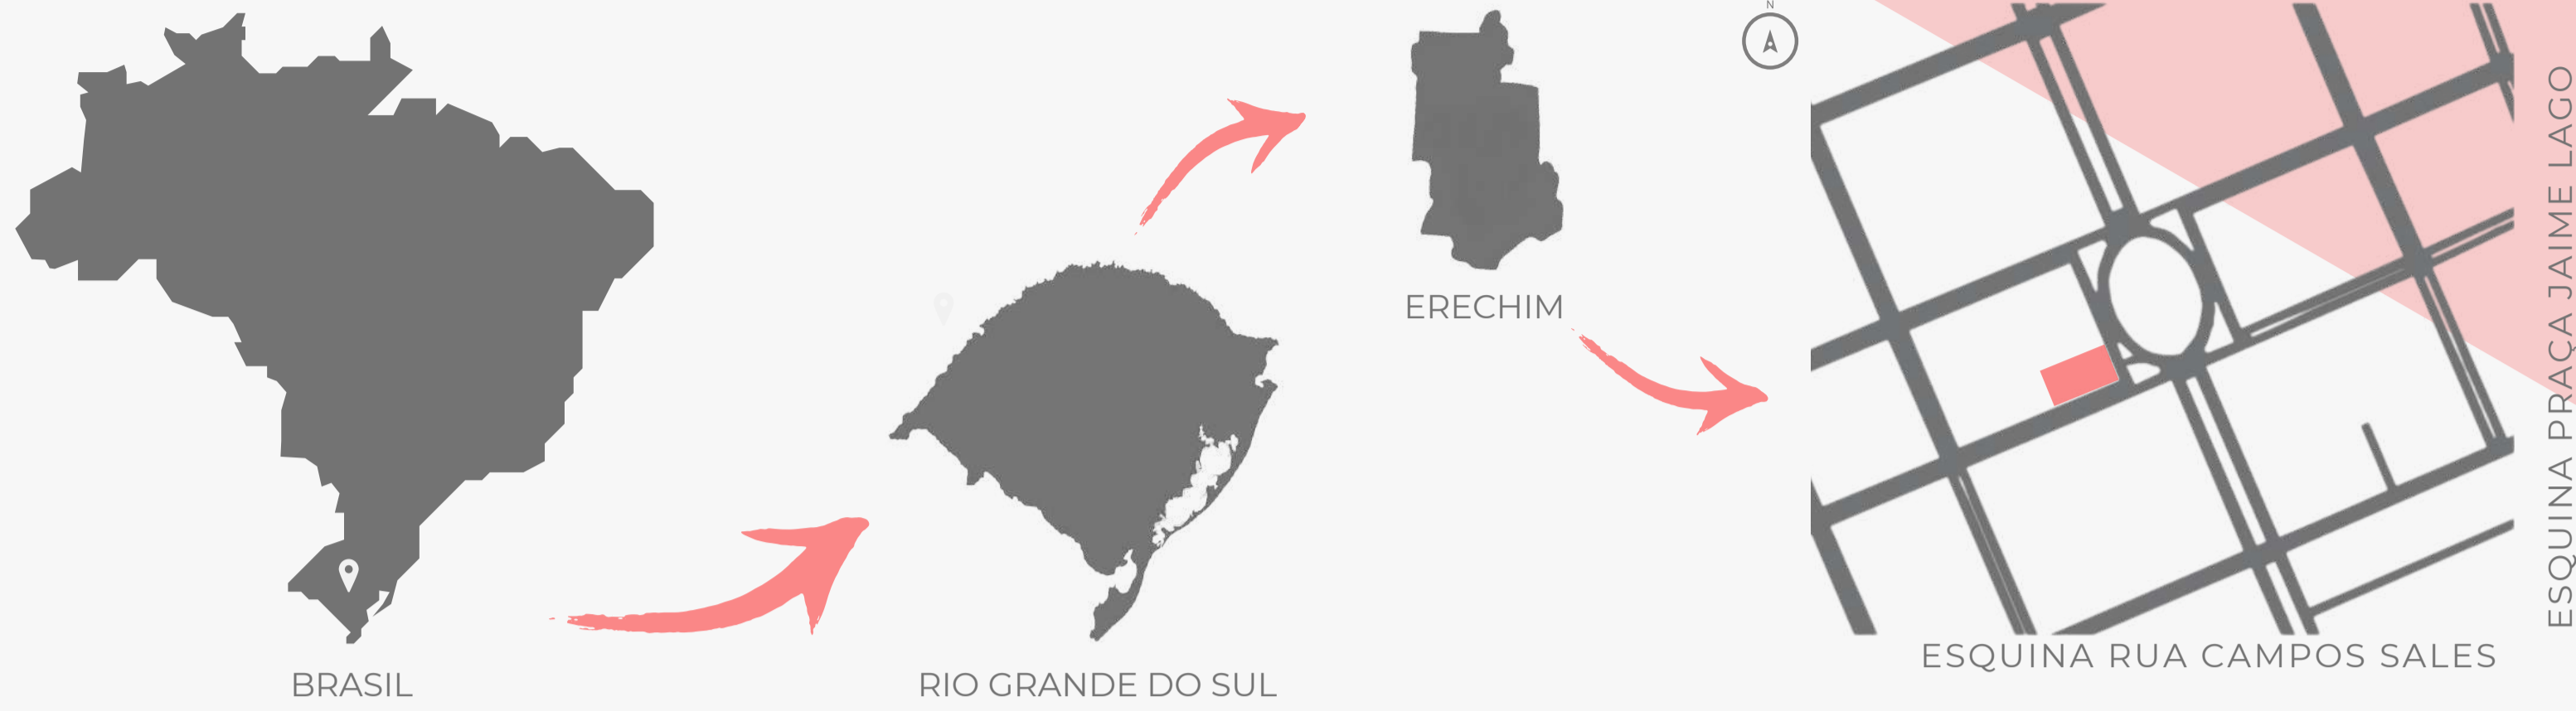 BRASIL
RIO GRANDE DO SUL
ERECHIM
N
ESQUINA RUA CAMPOS SALES
ESQUINA PRAÇA JAIME LAGO